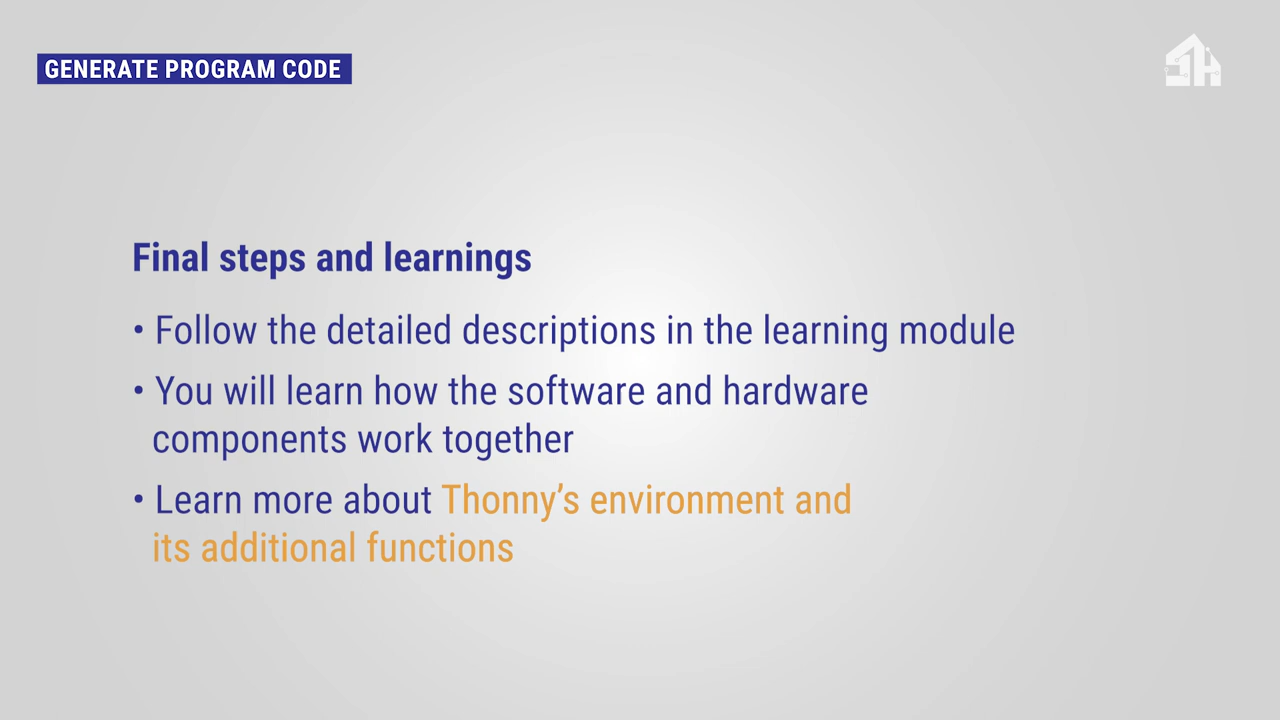 GENERATE PROGRAM CODE
SH
Final steps and learnings
• Follow the detailed descriptions in the learning module
• You will learn how the software and hardware
components work together
• Learn more about Thonny’s environment and
its additional functions